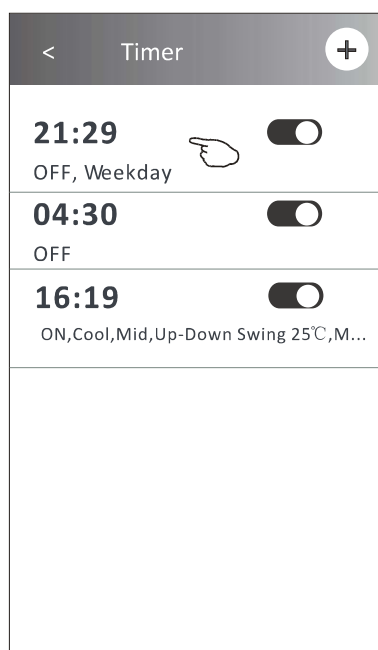 < Timer +
21:29
OFF, Weekday
04:30
OFF
16:19
ON,Cool,Mid,Up-Down Swing 25℃,M...